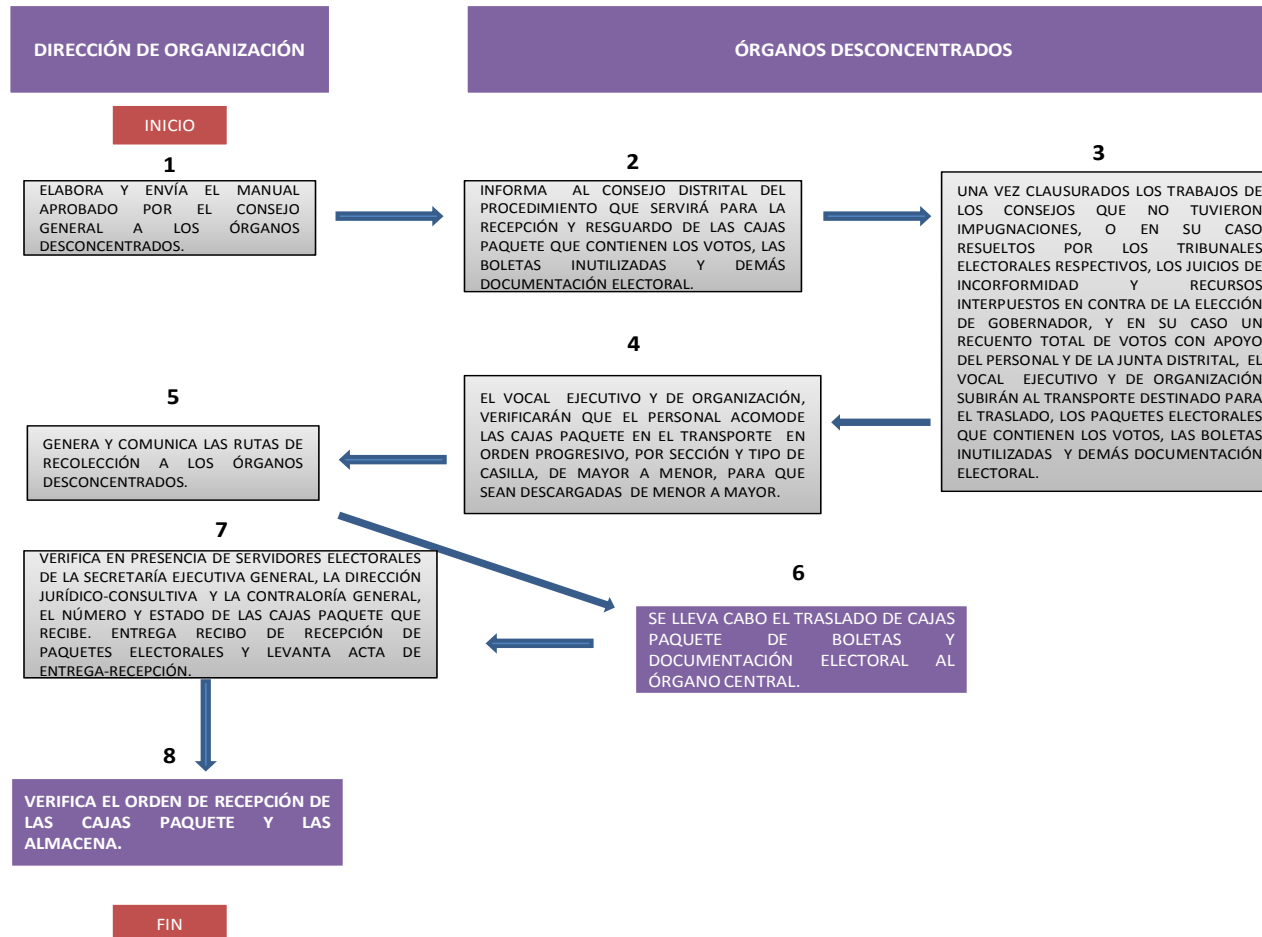 DIRECCIÓN DE ORGANIZACIÓN
ÓRGANOS DESCONCENTRADOS
INICIO
1
ELABORA Y ENVÍA EL MANUAL
APROBADO POR EL CONSEJO
GENERAL A LOS ÓRGANOS
DESCONCENTRADOS.
2
INFORMA AL CONSEJO DISTRITAL DEL
PROCEDIMIENTO QUE SERVIRÁ PARA LA
RECEPCIÓN Y RESGUARDO DE LAS CAJAS
PAQUETE QUE CONTIENEN LOS VOTOS, LAS
BOLETAS INUTILIZADAS Y DEMÁS
DOCUMENTACIÓN ELECTORAL.
3
UNA VEZ CLAUSURADOS LOS TRABAJOS DE
LOS CONSEJOS QUE NO TUVIERON
IMPUGNACIONES, O EN SU CASO
RESUELTOS POR LOS TRIBUNALES
ELECTORALES RESPECTIVOS, LOS JUICIOS DE
INCORFORMIDAD Y RECURSOS
INTERPUESTOS EN CONTRA DE LA ELECCIÓN
DE GOBERNADOR, Y EN SU CASO UN
RECUENTO TOTAL DE VOTOS CON APOYO
DEL PERSONAL Y DE LA JUNTA DISTRITAL, EL
VOCAL EJECUTIVO Y DE ORGANIZACIÓN
SUBIRÁN AL TRANSPORTE DESTINADO PARA
EL TRASLADO, LOS PAQUETES ELECTORALES
QUE CONTIENEN LOS VOTOS, LAS BOLETAS
INUTILIZADAS Y DEMÁS DOCUMENTACIÓN
ELECTORAL.
4
EL VOCAL EJECUTIVO Y DE ORGANIZACIÓN,
VERIFICARÁN QUE EL PERSONAL ACOMODE
LAS CAJAS PAQUETE EN EL TRANSPORTE EN
ORDEN PROGRESIVO, POR SECCIÓN Y TIPO DE
CASILLA, DE MAYOR A MENOR, PARA QUE
SEAN DESCARGADAS DE MENOR A MAYOR.
5
GENERA Y COMUNICA LAS RUTAS DE
RECOLECCIÓN A LOS ÓRGANOS
DESCONCENTRADOS.
6
SE LLEVA CABO EL TRASLADO DE CAJAS
PAQUETE DE BOLETAS Y
DOCUMENTACIÓN ELECTORAL AL
ÓRGANO CENTRAL.
7
VERIFICA EN PRESENCIA DE SERVIDORES ELECTORALES
DE LA SECRETARÍA EJECUTIVA GENERAL, LA DIRECCIÓN
JURÍDICO-CONSULTIVA Y LA CONTRALORÍA GENERAL,
EL NÚMERO Y ESTADO DE LAS CAJAS PAQUETE QUE
RECIBE. ENTREGA RECIBO DE RECEPCIÓN DE
PAQUETES ELECTORALES Y LEVANTA ACTA DE
ENTREGA-RECEPCIÓN.
8
VERIFICA EL ORDEN DE RECEPCIÓN DE
LAS CAJAS PAQUETE Y LAS
ALMACENA.
FIN